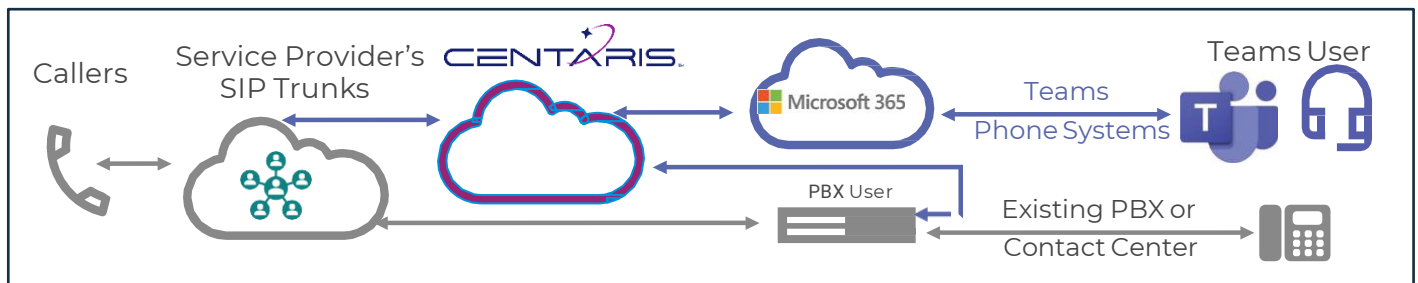 Callers
Service Provider's
SIP Trunks
CENTARIS
SM
Microsoft 365
Teams
Phone Systems
Teams User
T
PBX User
Existing PBX or
Contact Center